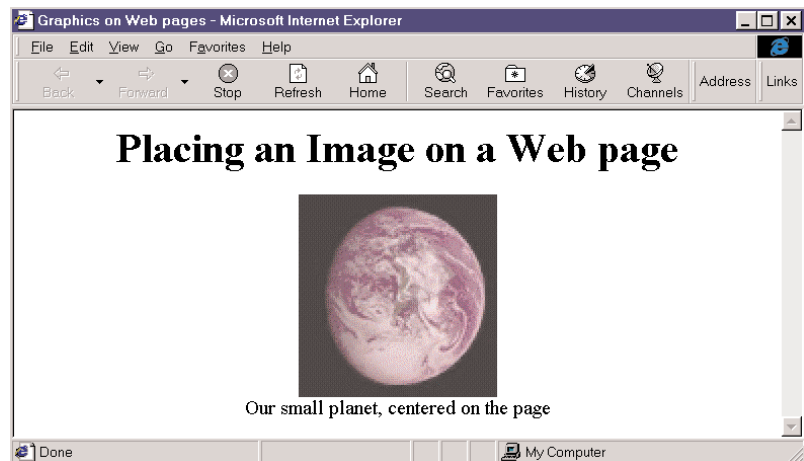 Graphics on Web pages - Microsoft Internet Explorer
File Edit View Go Favorites Help
Back Forward Stop Refresh Home Search Favorites History Channels Address Links
Placing an Image on a Web page
Our small planet, centered on the page
Done My Computer